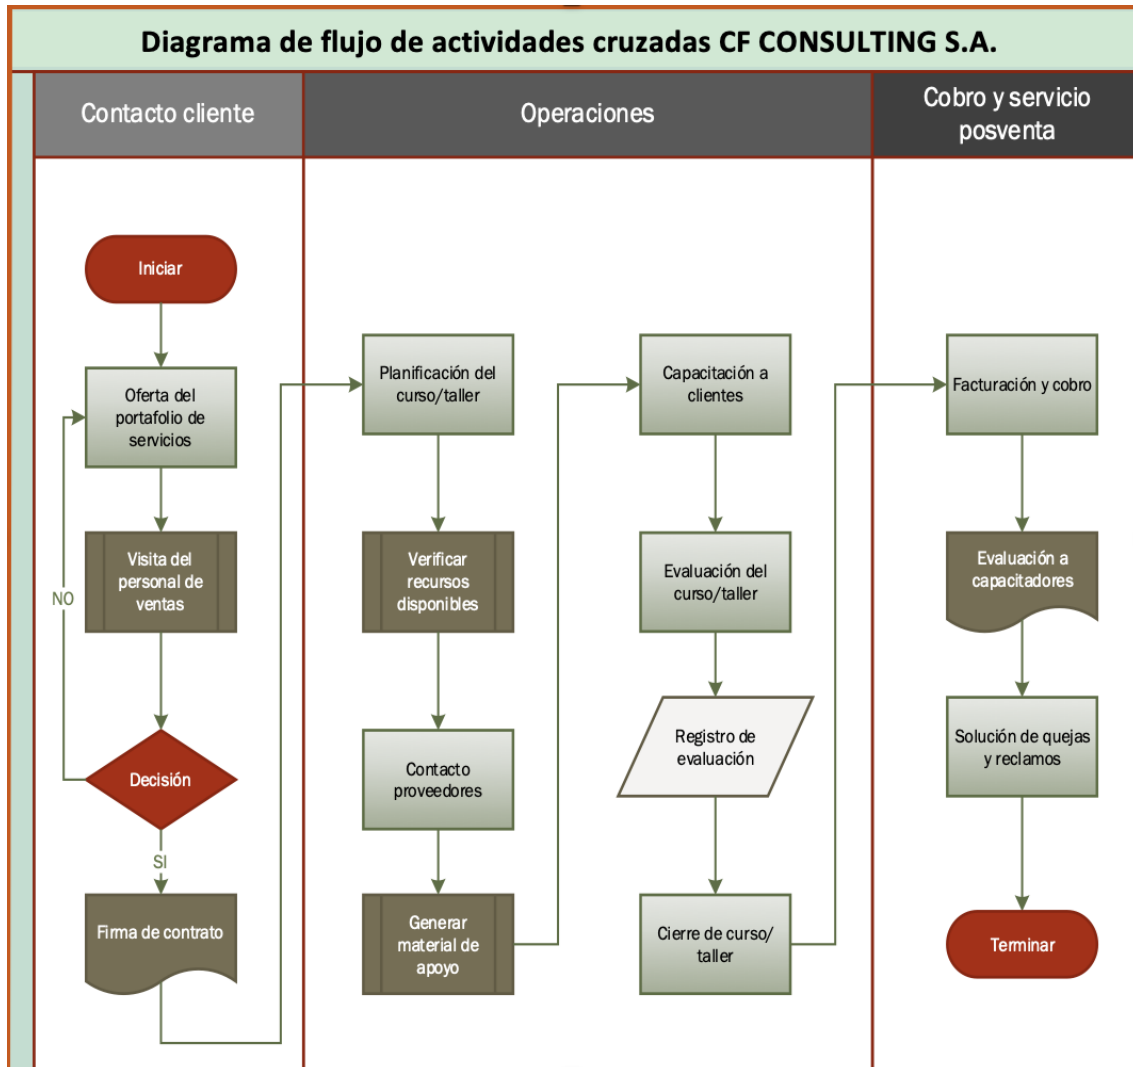 Diagrama de flujo de actividades cruzadas CF CONSULTING S.A.
Contacto cliente
Operaciones
Cobro y servicio
posventa
Iniciar
Oferta del
portafolio de
servicios
Visita del
personal de
ventas
NO
Decisión
SI
Firma de contrato
Planificación del
curso/taller
Verificar
recursos
disponibles
Contacto
proveedores
Generar
material de
apoyo
Capacitación a
clientes
Evaluación del
curso/taller
Registro de
evaluación
Cierre de curso/
taller
Facturación y cobro
Evaluación a
capacitadores
Solución de quejas
y reclamos
Terminar